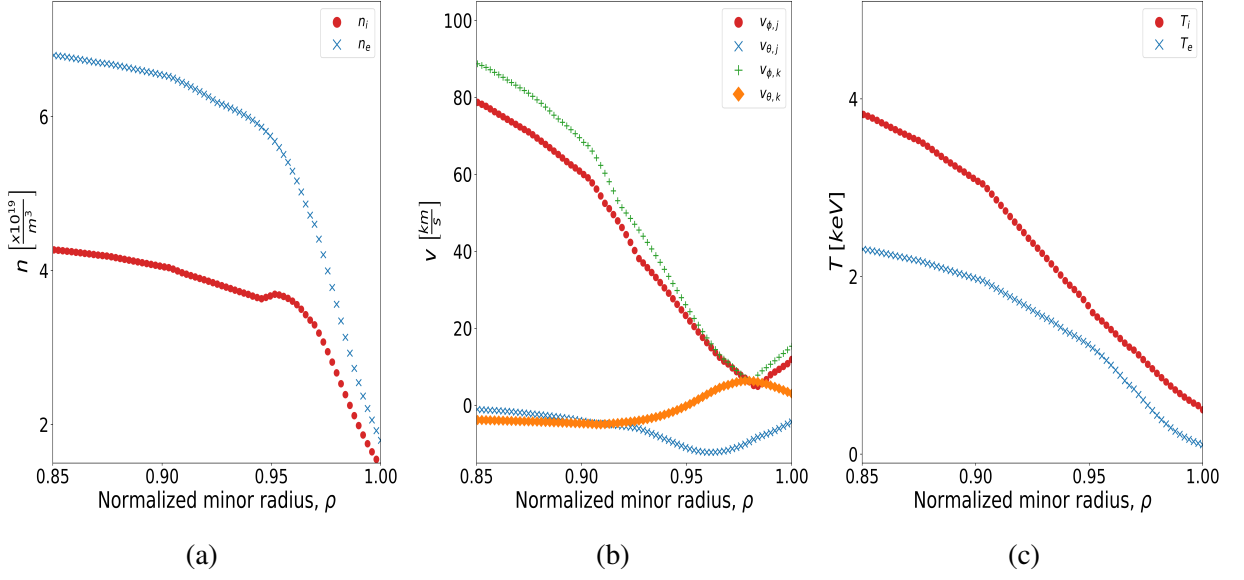 n_i
n_e
6
4
2
n [x10^19/m^3]
0.85 0.90 0.95 1.00
Normalized minor radius, ρ
(a)
v_ϕ,j
v_θ,j
v_ϕ,k
v_θ,k
100
80
60
40
20
0
v [km/s]
0.85 0.90 0.95 1.00
Normalized minor radius, ρ
(b)
T_i
T_e
4
2
0
T [keV]
0.85 0.90 0.95 1.00
Normalized minor radius, ρ
(c)